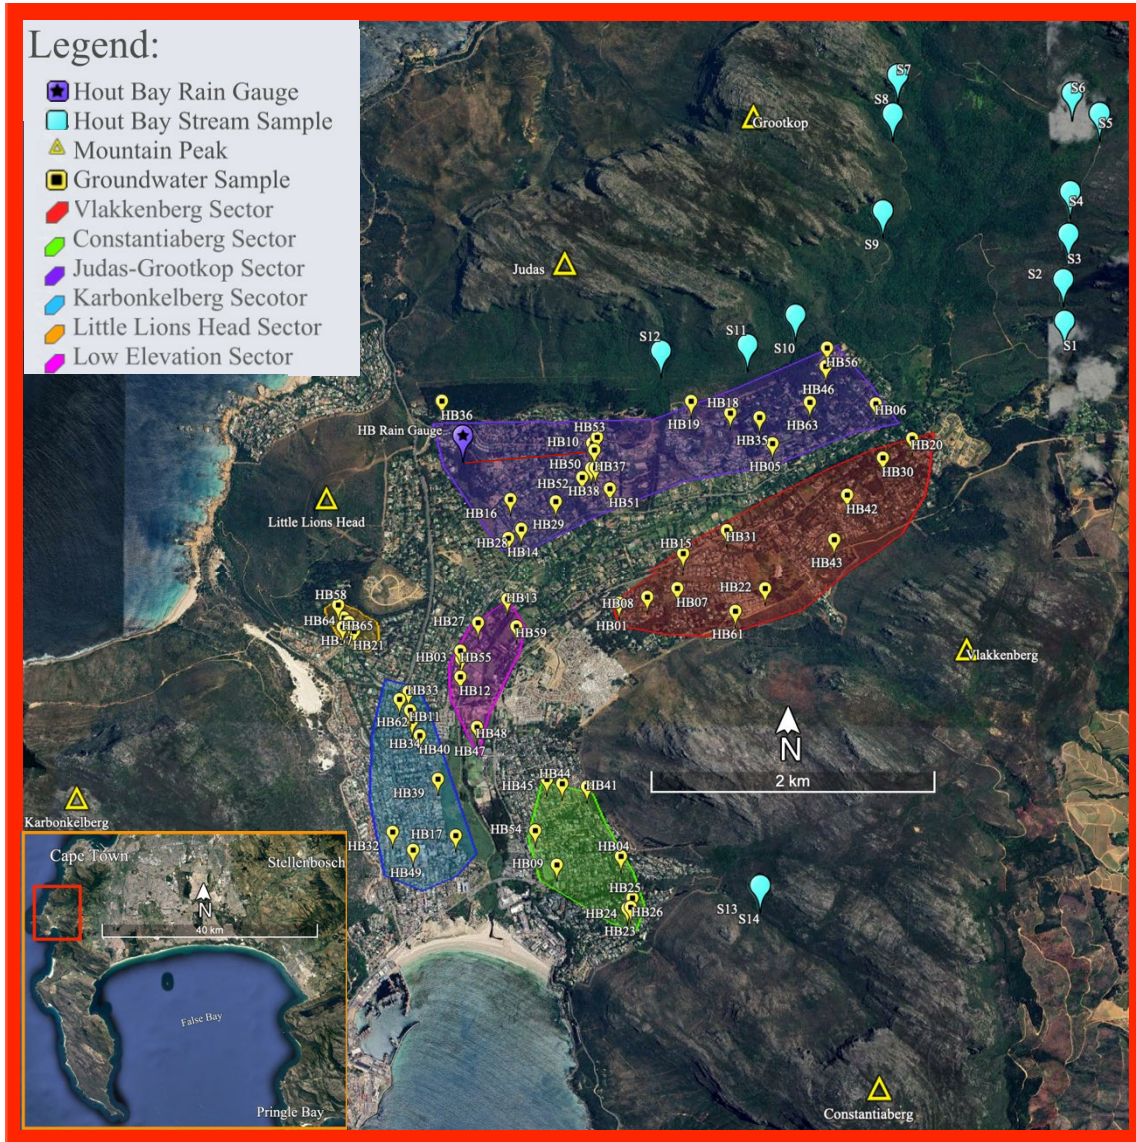 Legend:
Hout Bay Rain Gauge
Hout Bay Stream Sample
Mountain Peak
Groundwater Sample
Vlakkenberg Sector
Constantiaberg Sector
Judas-Grootkop Sector
Karbonkelberg Secotor
Little Lions Head Sector
Low Elevation Sector
S7
S8
S6
S5
Grootkop
S4
S9
S3
Judas
S2
S1
S12
S11
S10
HB56
HB46
HB36
HB18
HB06
HB19
HB63
HB Rain Gauge
HB53
HB10
HB35
HB05
HB20
HB50
HB37
HB30
HB52
HB38
HB51
HB42
HB16
Little Lions Head
HB29
HB28
HB14
HB31
HB15
HB43
HB58
HB13
HB08
HB07
HB22
HB64
HB65
HB27
HB01
HB61
HB21
HB59
HB03
HB55
Vlakkenberg
HB12
HB33
HB62
HB11
HB34
HB40
HB48
HB47
N
2 km
HB44
HB45
HB41
HB39
Karbonkelberg
HB54
HB32
HB17
HB04
HB49
HB09
HB25
HB24
HB26
HB23
S13
S14
Constantiaberg
Cape Town
Stellenbosch
N
40 km
False Bay
Pringle Bay